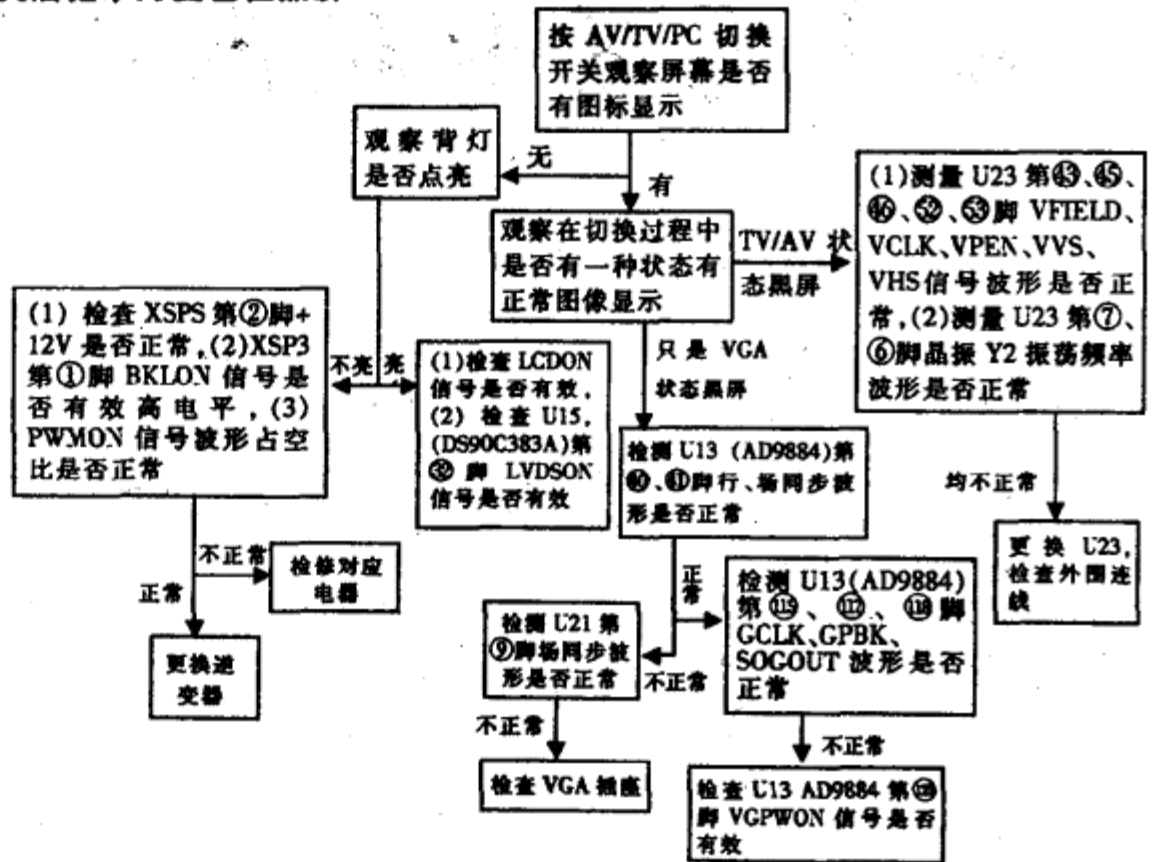 按 AV/TV/PC 切换
开关观察屏幕是否
有图标显示
观察背灯
是否点亮
无
有
观察在切换过程中
是否有一种状态有
正常图像显示
TV/AV 状
态黑屏
(1)测量 U23 第㊸、㊺、
㊻、52、53脚 VFIELD、
VCLK、VPEN、VVS、
VHS信号波形是否正
常,(2)测量 U23 第⑦、
⑥脚晶振 Y2 振荡频率
波形是否正常
(1) 检查 XSPS 第②脚+
12V 是否正常,(2)XSP3
第①脚 BKLON 信号是
否有效高电平,(3)
PWMON 信号波形占空
比是否正常
不亮
亮
(1)检查 LCDON
信号是否有效,
(2) 检查 U15,
(DS90C383A)第
㉜ 脚 LVDSON
信号是否有效
只是 VGA
状态黑屏
检测 U13 (AD9884)第
脚行、场同步波
形是否正常
均不正常
更换 U23,
检查外围连
线
不正常
检修对应
电器
正常
更换逆
变器
正常
不正常
检测 U21 第
⑨脚场同步波
形是否正常
检测 U13(AD9884)
第 115、117、118 脚
GCLK、GPBK、
SOGOUT 波形是否
正常
不正常
检查 VGA 插座
不正常
检查 U13 AD9884 第
脚 VGPWON 信号是否
有效